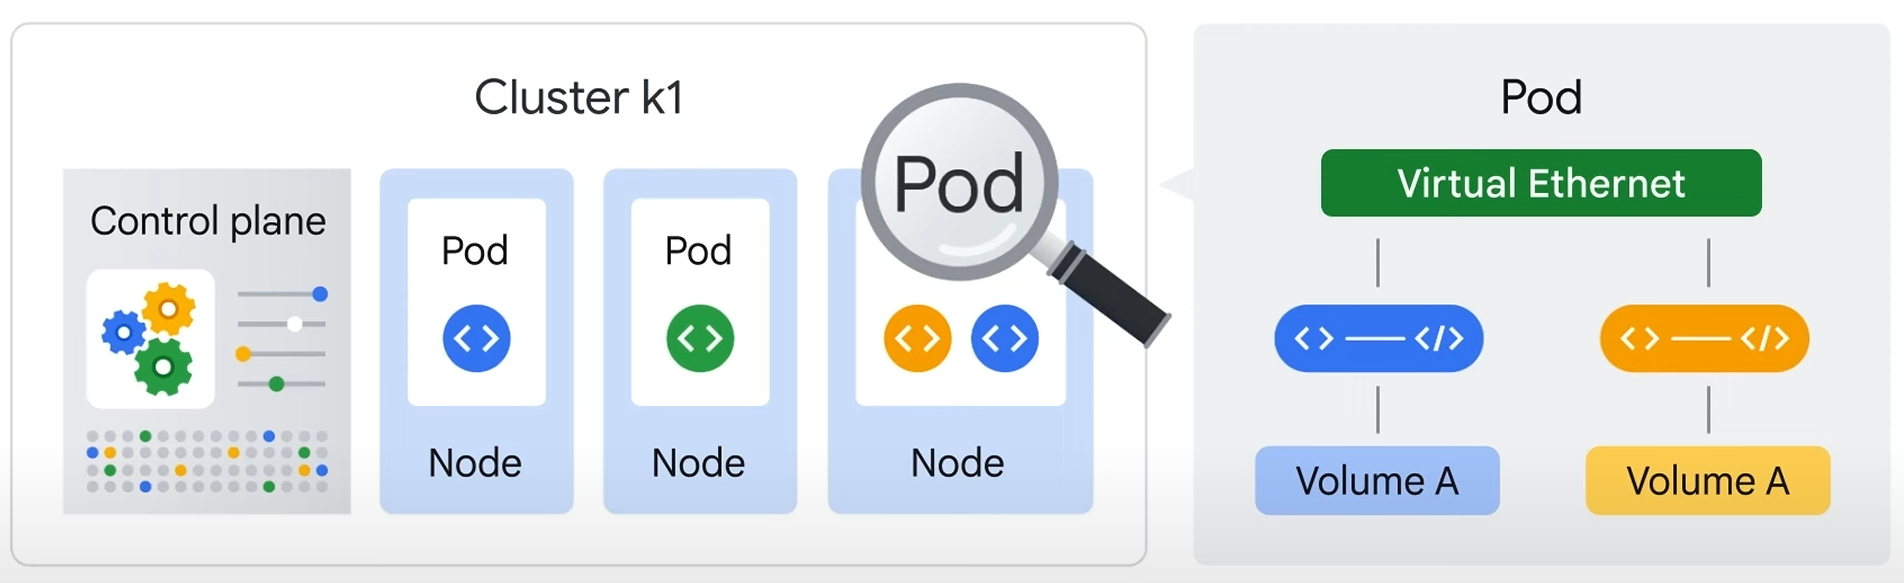 Cluster k1
Control plane
Pod
Node
Pod
Node
Pod
Node
Pod
Virtual Ethernet
< > — </>
< > — </>
Volume A
Volume A